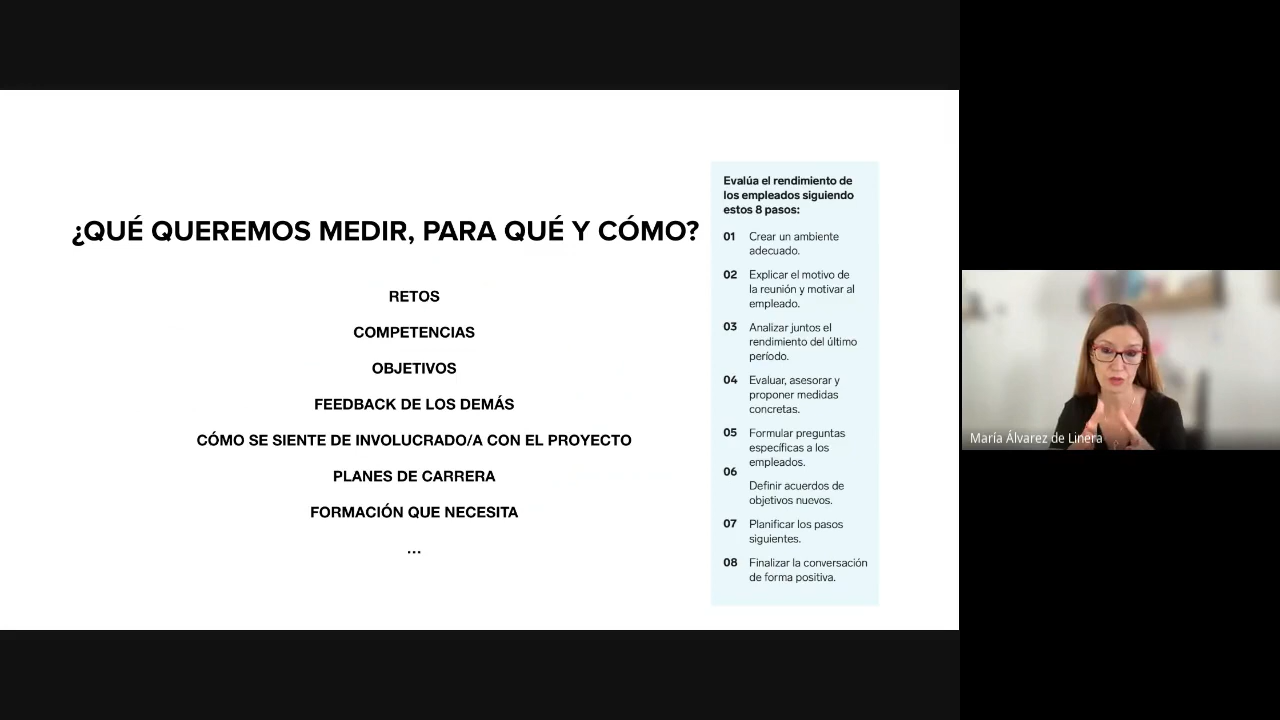 ¿QUÉ QUEREMOS MEDIR, PARA QUÉ Y CÓMO?
RETOS
COMPETENCIAS
OBJETIVOS
FEEDBACK DE LOS DEMÁS
CÓMO SE SIENTE DE INVOLUCRADO/A CON EL PROYECTO
PLANES DE CARRERA
FORMACIÓN QUE NECESITA
...
Evalúa el rendimiento de
los empleados siguiendo
estos 8 pasos:
01 Crear un ambiente
adecuado.
02 Explicar el motivo de
la reunión y motivar al
empleado.
03 Analizar juntos el
rendimiento del último
período.
04 Evaluar, asesorar y
proponer medidas
concretas.
05 Formular preguntas
específicas a los
empleados.
06
Definir acuerdos de
objetivos nuevos.
07 Planificar los pasos
siguientes.
08 Finalizar la conversación
de forma positiva.
María Álvarez de Linera